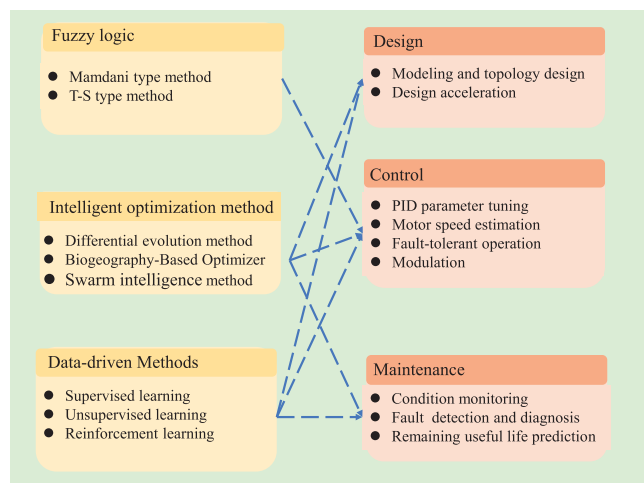 Fuzzy logic
● Mamdani type method
● T-S type method
Intelligent optimization method
● Differential evolution method
● Biogeography-Based Optimizer
● Swarm intelligence method
Data-driven Methods
● Supervised learning
● Unsupervised learning
● Reinforcement learning
Design
● Modeling and topology design
● Design acceleration
Control
● PID parameter tuning
● Motor speed estimation
● Fault-tolerant operation
● Modulation
Maintenance
● Condition monitoring
● Fault detection and diagnosis
● Remaining useful life prediction